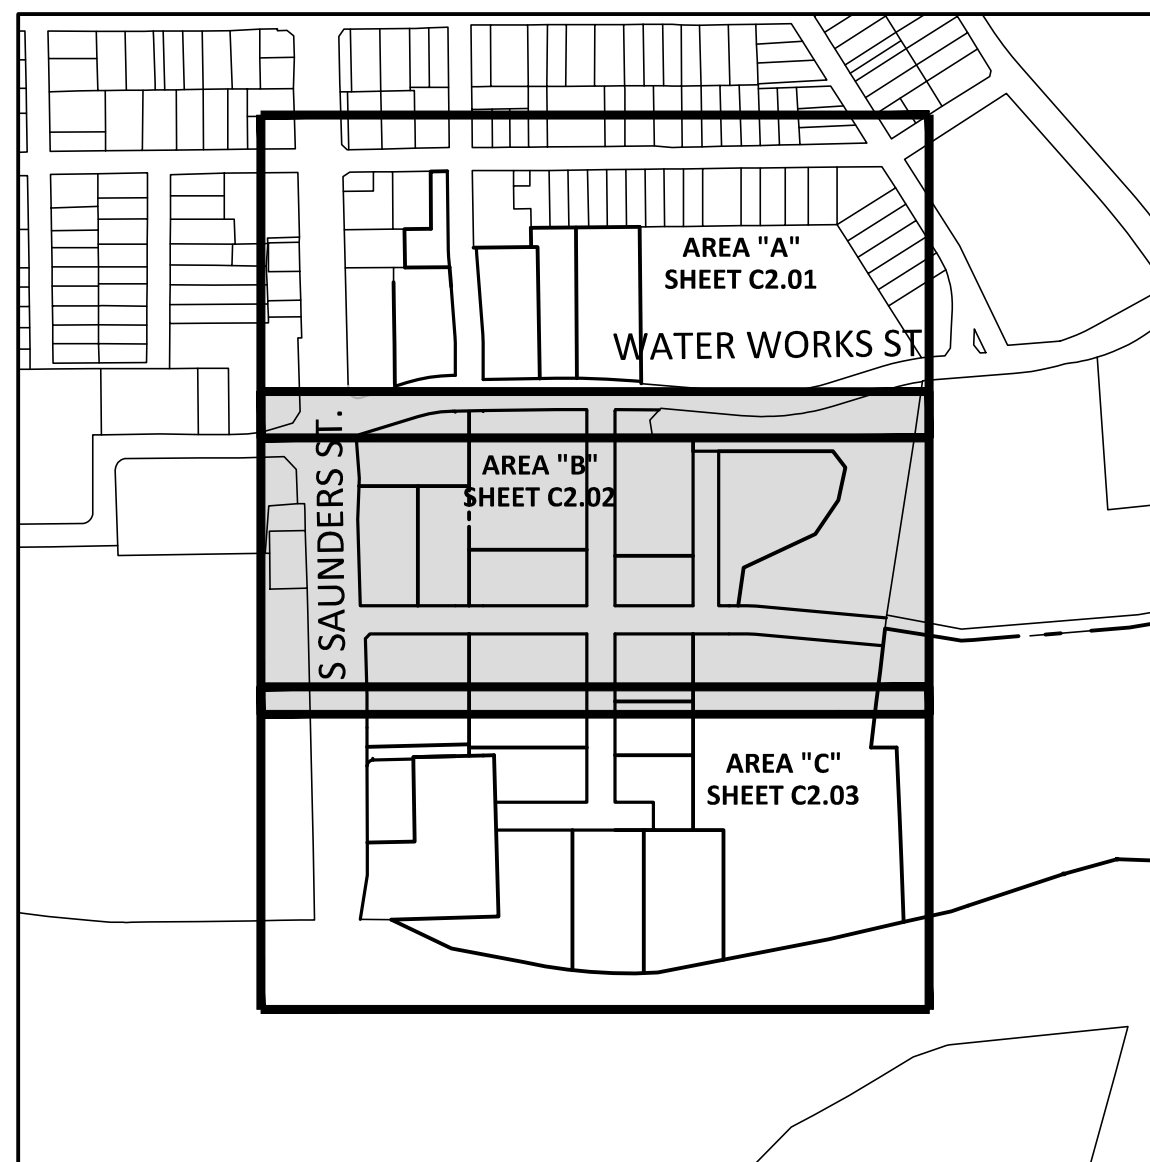 AREA "A"
SHEET C2.01
WATER WORKS ST
AREA "B"
SHEET C2.02
S SAUNDERS ST.
AREA "C"
SHEET C2.03